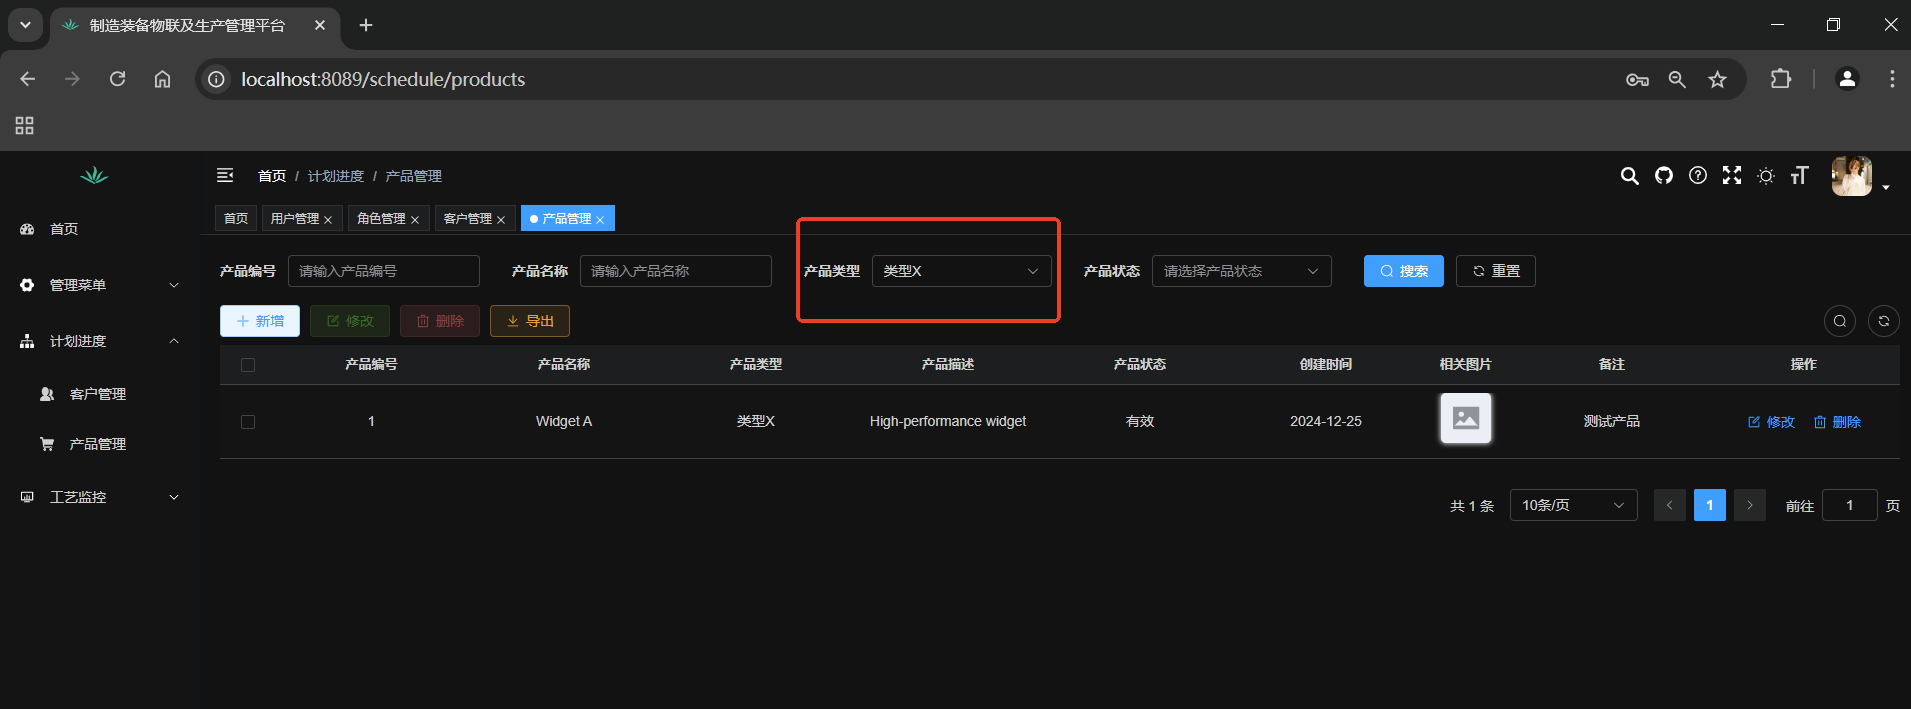 制造装备物联及生产管理平台
localhost:8089/schedule/products
首页 / 计划进度 / 产品管理
首页 用户管理 角色管理 客户管理 产品管理
首页
管理菜单
计划进度
客户管理
产品管理
工艺监控
产品编号 请输入产品编号 产品名称 请输入产品名称 产品类型 类型X 产品状态 请选择产品状态 搜索 重置
新增 修改 删除 导出
产品编号 产品名称 产品类型 产品描述 产品状态 创建时间 相关图片 备注 操作
1 Widget A 类型X High-performance widget 有效 2024-12-25 测试产品 修改 删除
共 1 条 10条/页 1 前往 1 页